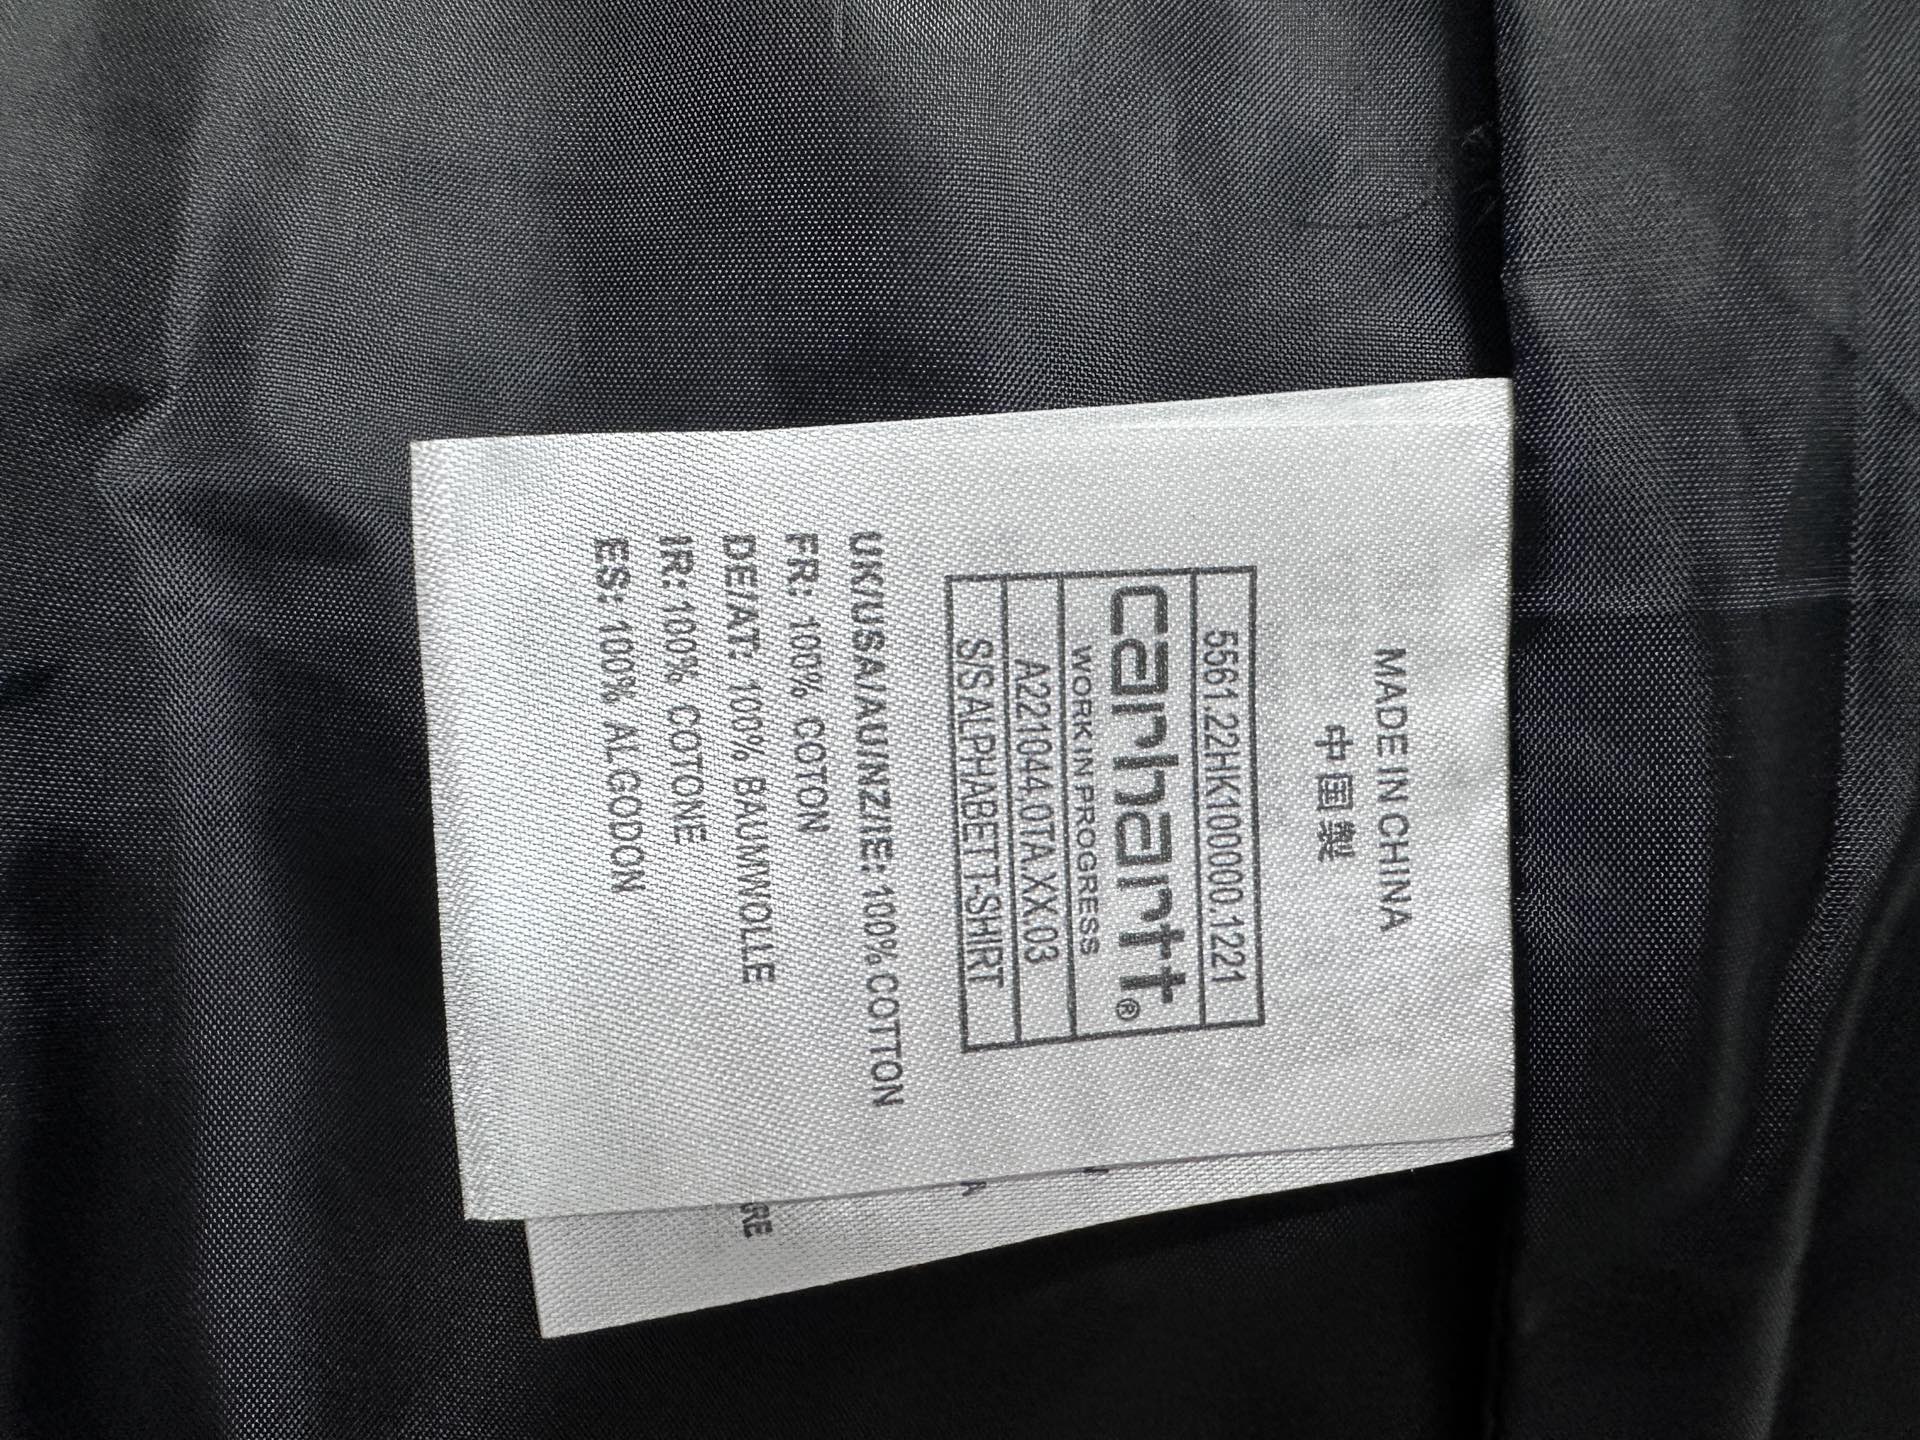 MADE IN CHINA
中国製
5561.22HK100000.1221
carhartt®
WORK IN PROGRESS
A221044.0TA.XX.03
S/S ALPHABET T-SHIRT
UK/USA/AU/NZ/IE: 100% COTTON
FR: 100% COTON
DE/AT: 100% BAUMWOLLE
IR: 100% COTONE
ES: 100% ALGODON
A
RE